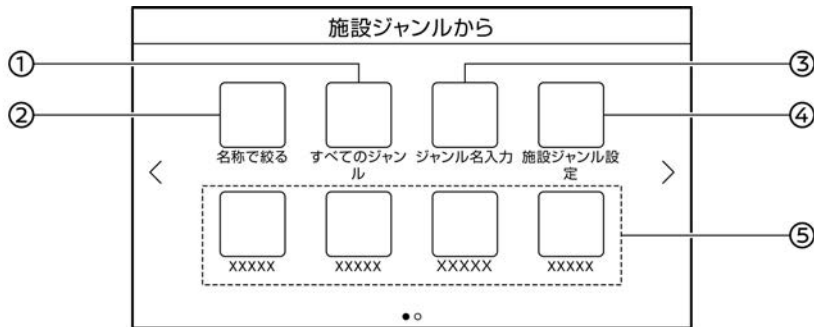 施設ジャンルから
①
③
②
④
名称で絞る
すべてのジャン
ル
ジャンル名入力
施設ジャンル設
定
⑤
XXXXX
XXXXX
XXXXX
XXXXX